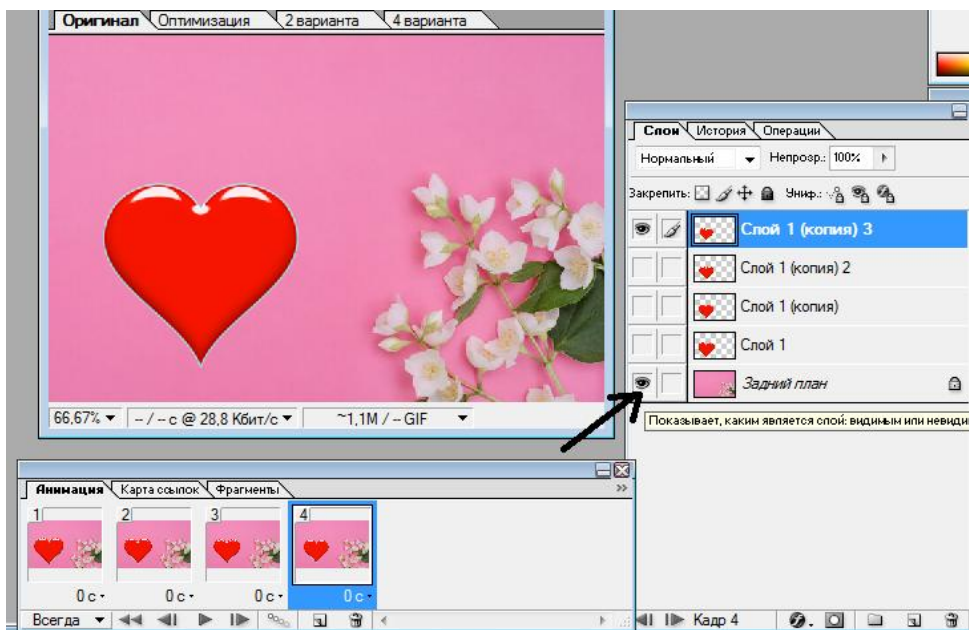 Оригинал Оптимизация 2 варианта 4 варианта
66,67% -- / -- с @ 28,8 Кбит/с ~1,1M / -- GIF
Слои История Операции
Нормальный Непрозр.: 100%
Закрепить: Униф.:
Слой 1 (копия) 3
Слой 1 (копия) 2
Слой 1 (копия)
Слой 1
Задний план
Показывает, каким является слой: видимым или невиди
Анимация Карта ссылок Фрагменты
1 2 3 4
0 с 0 с 0 с 0 с
Всегда
Кадр 4